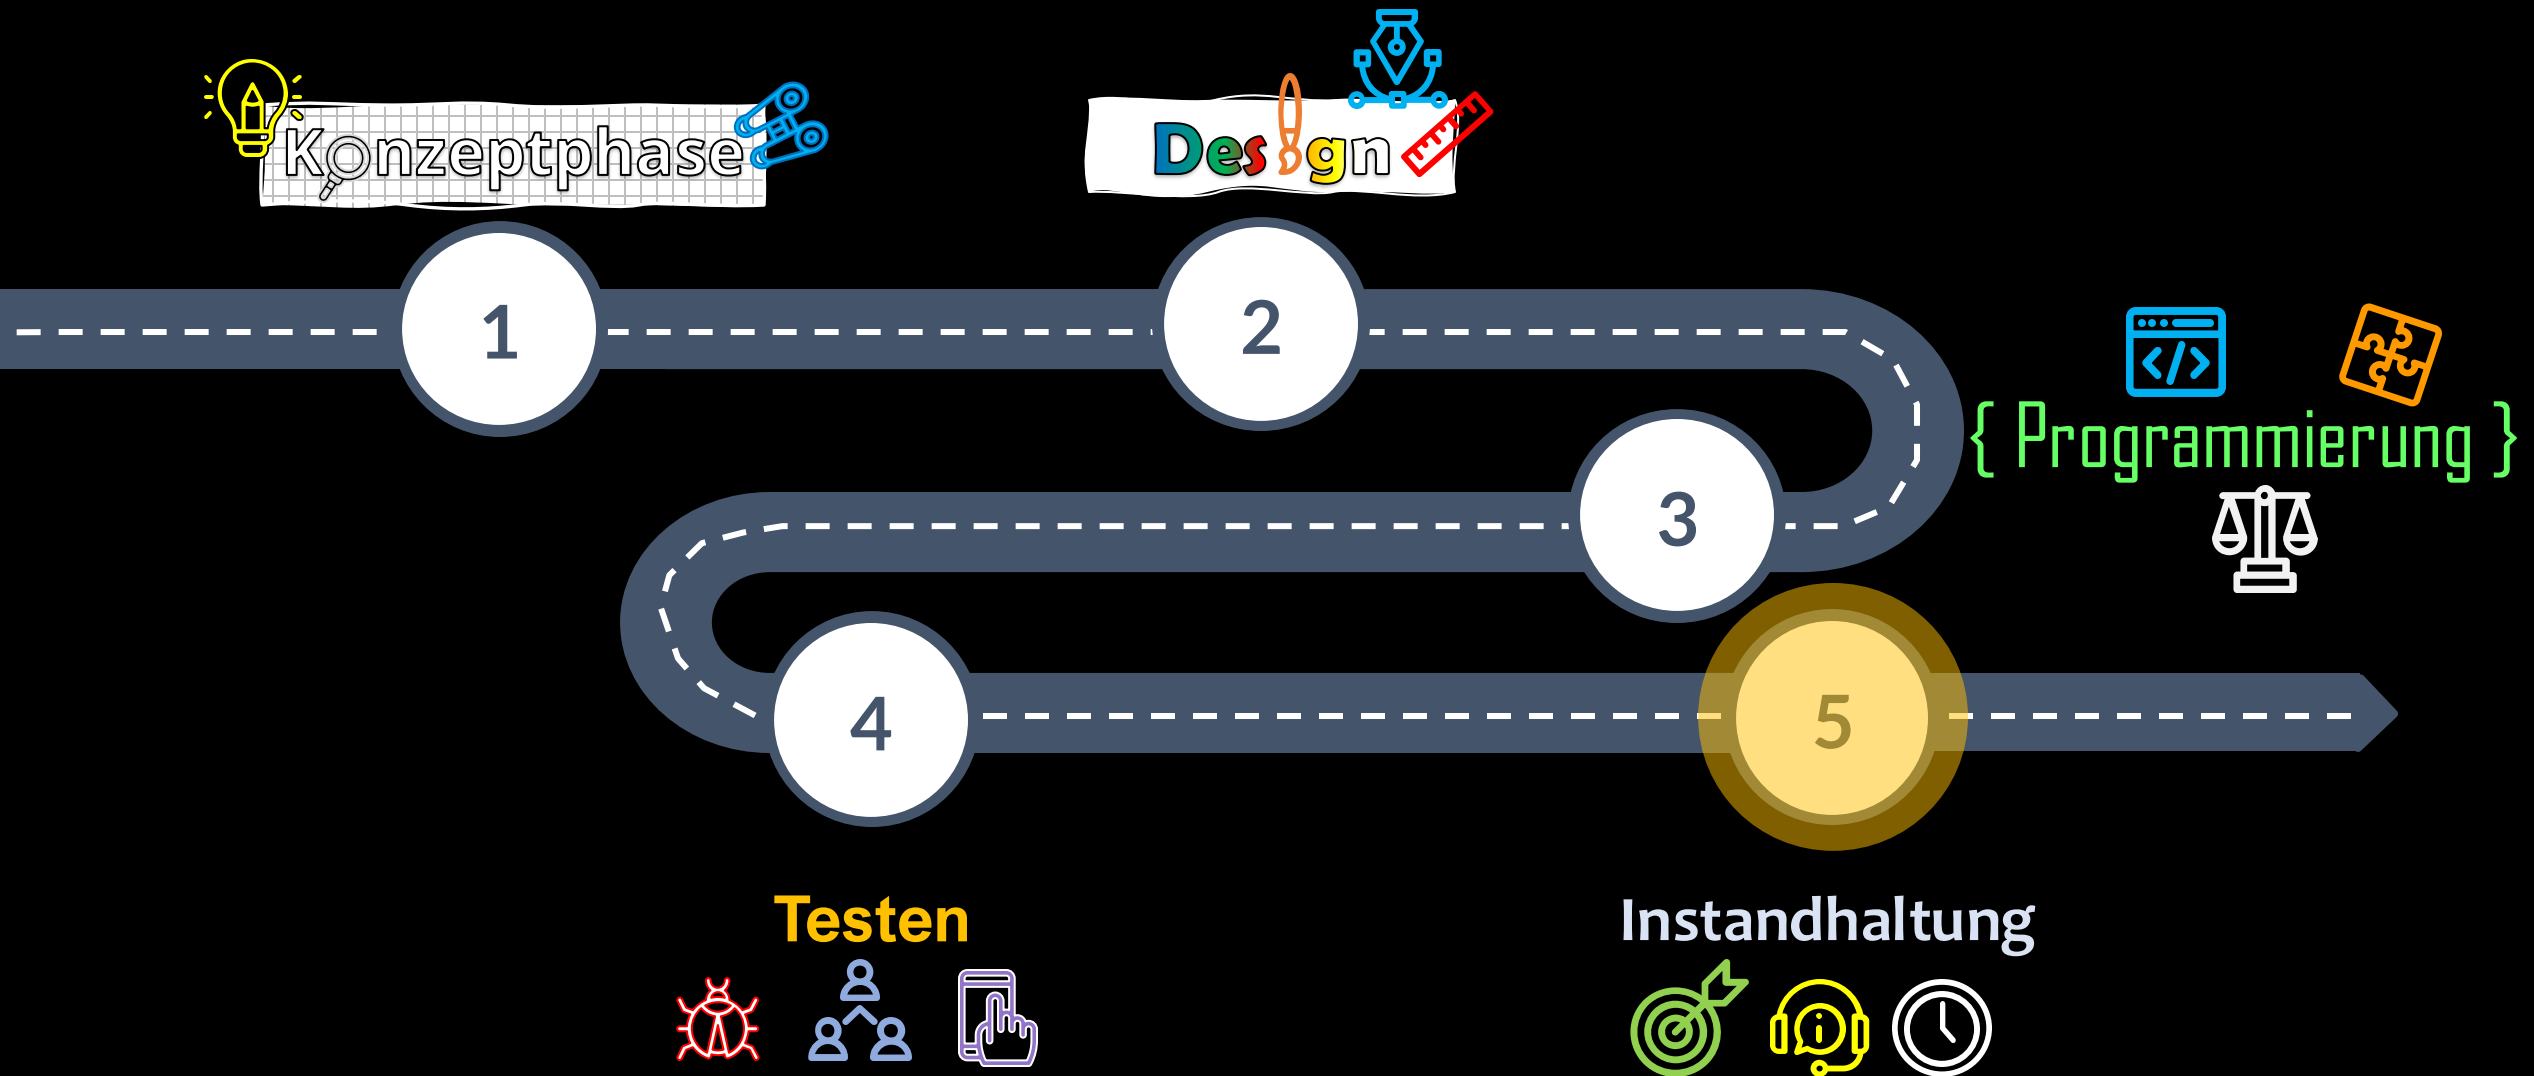 Konzeptphase
Design
1
2
{ Programmierung }
3
4
5
Testen
Instandhaltung